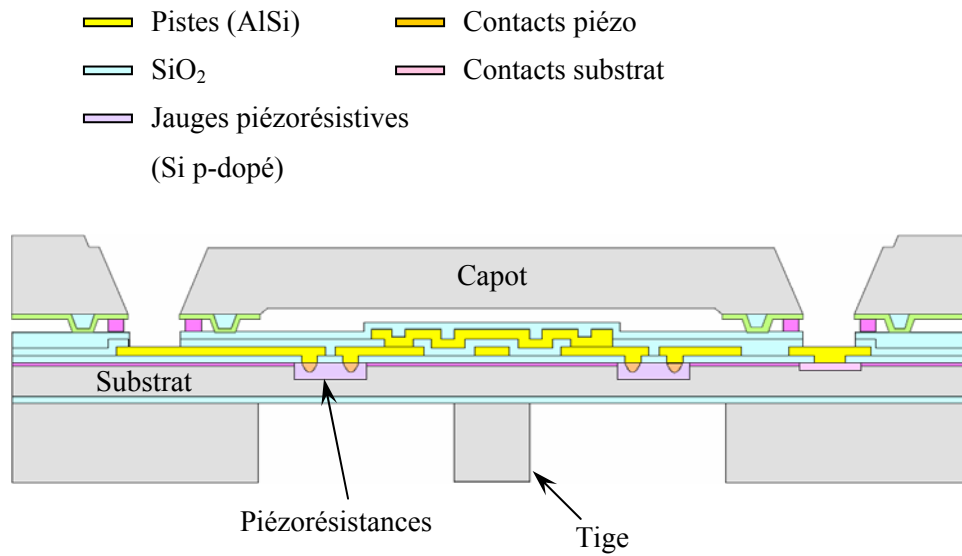 Pistes (AlSi)
Contacts piézo
SiO₂
Contacts substrat
Jauges piézorésistives
(Si p-dopé)
Capot
Substrat
Piézorésistances
Tige